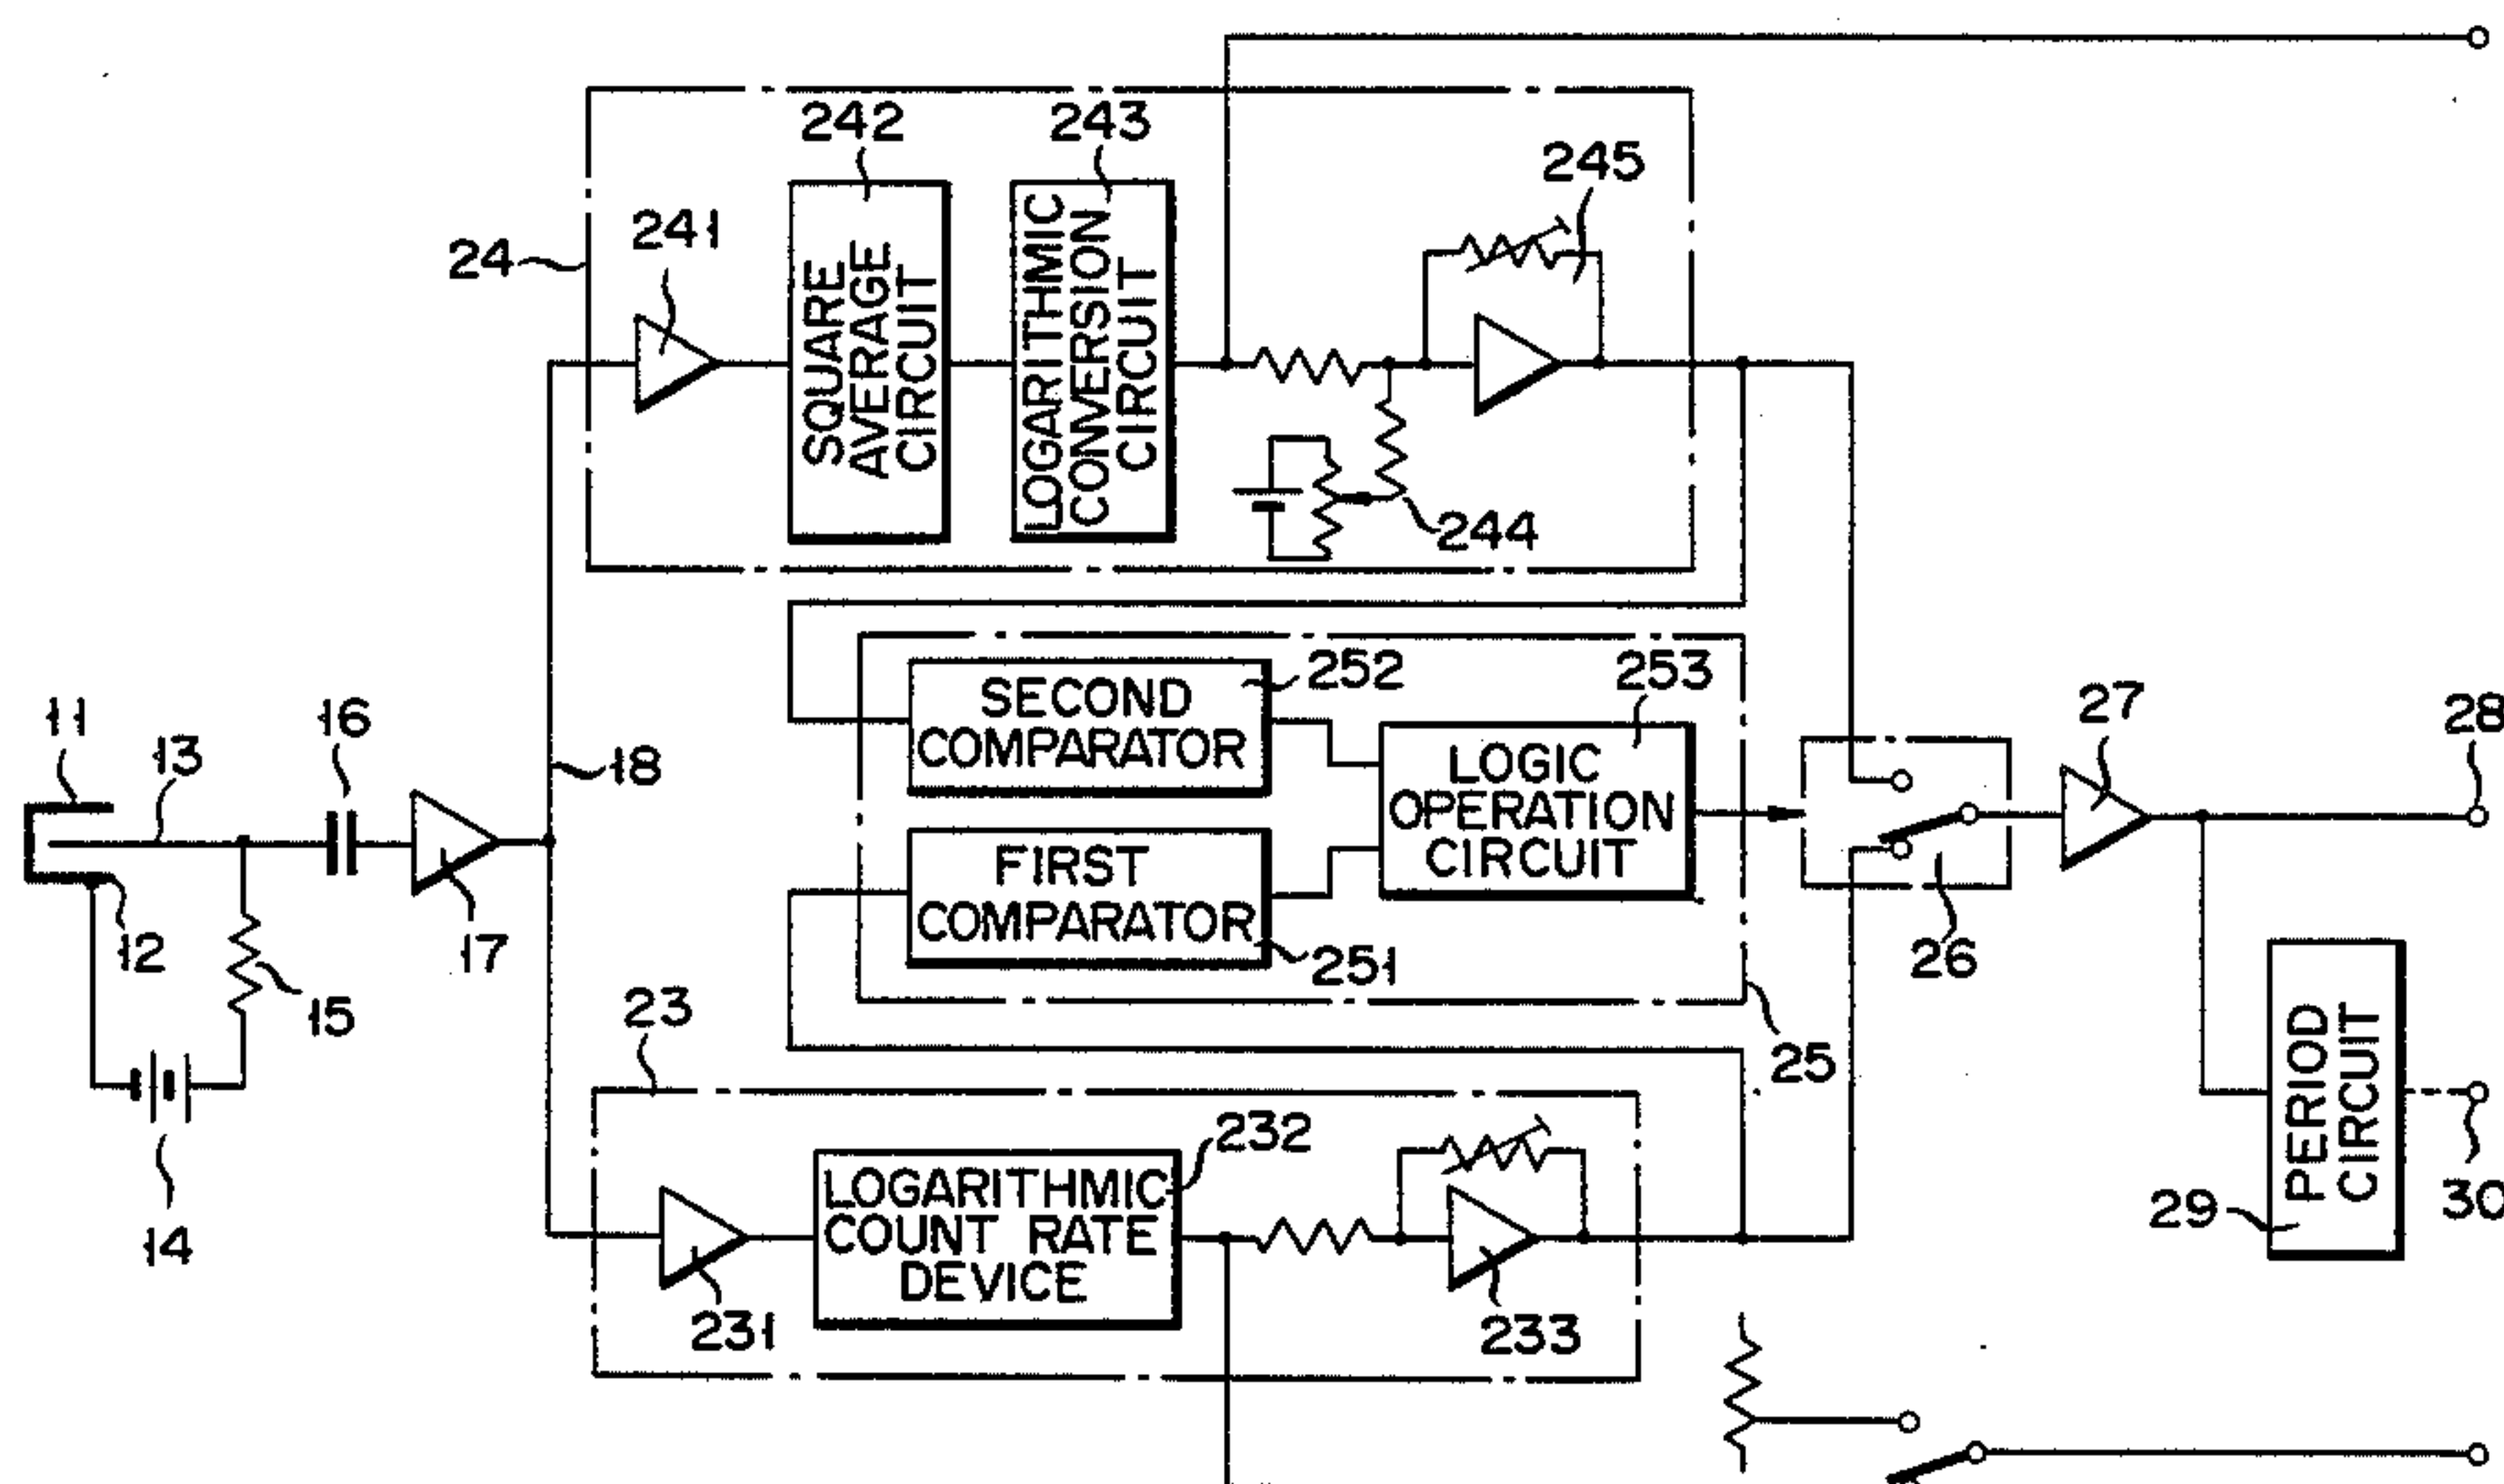 242
243
245
241
24
SQUARE
AVERAGE
CIRCUIT
LOGARITHMIC
CONVERSION
CIRCUIT
244
SECOND
COMPARATOR
252
253
LOGIC
OPERATION
CIRCUIT
FIRST
COMPARATOR
251
11
13
16
18
12
15
17
14
27
28
26
25
PERIOD
CIRCUIT
29
30
23
232
LOGARITHMIC
COUNT RATE
DEVICE
231
233